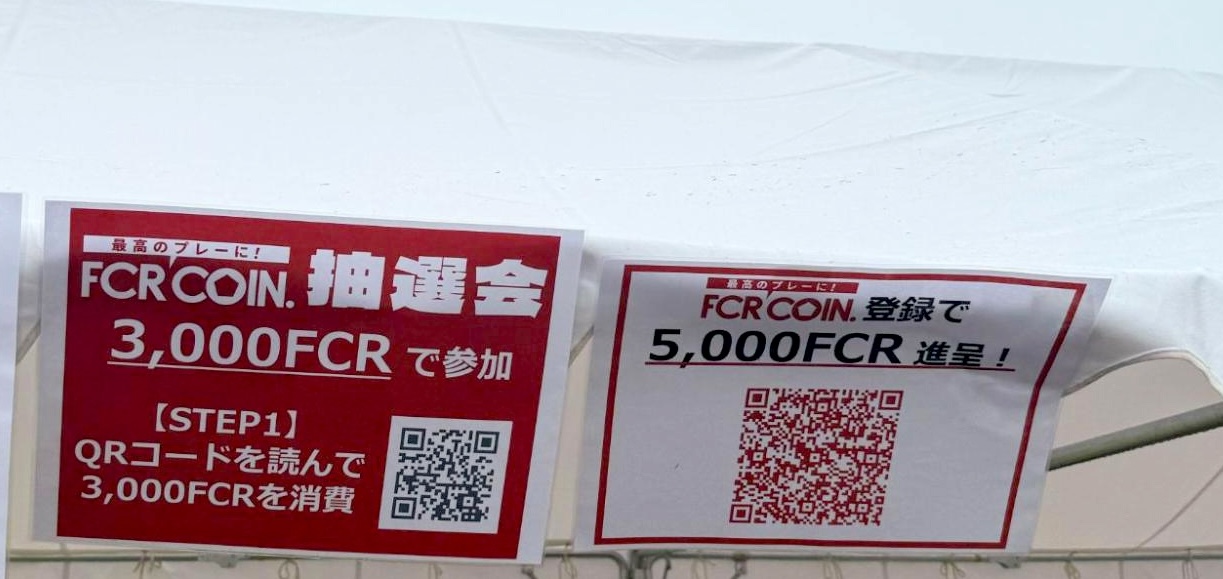 最高のプレーに!
FCR COIN. 抽選会
3,000FCR で参加
【STEP1】
QRコードを読んで
3,000FCRを消費
最高のプレーに!
FCR COIN. 登録で
5,000FCR 進呈!